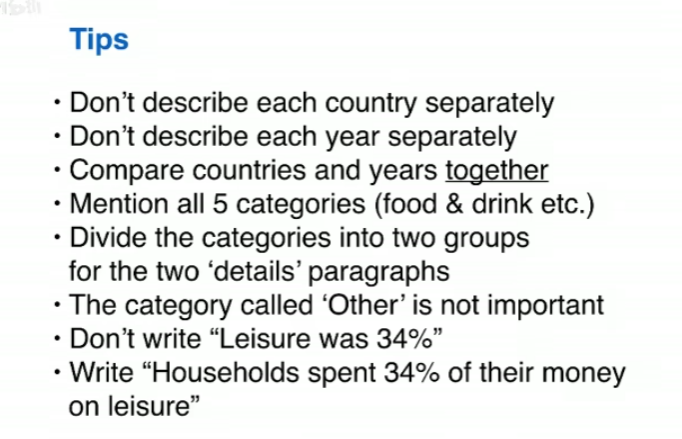 Tips
• Don’t describe each country separately
• Don’t describe each year separately
• Compare countries and years together
• Mention all 5 categories (food & drink etc.)
• Divide the categories into two groups
for the two ‘details’ paragraphs
• The category called ‘Other’ is not important
• Don’t write “Leisure was 34%”
• Write “Households spent 34% of their money
on leisure”